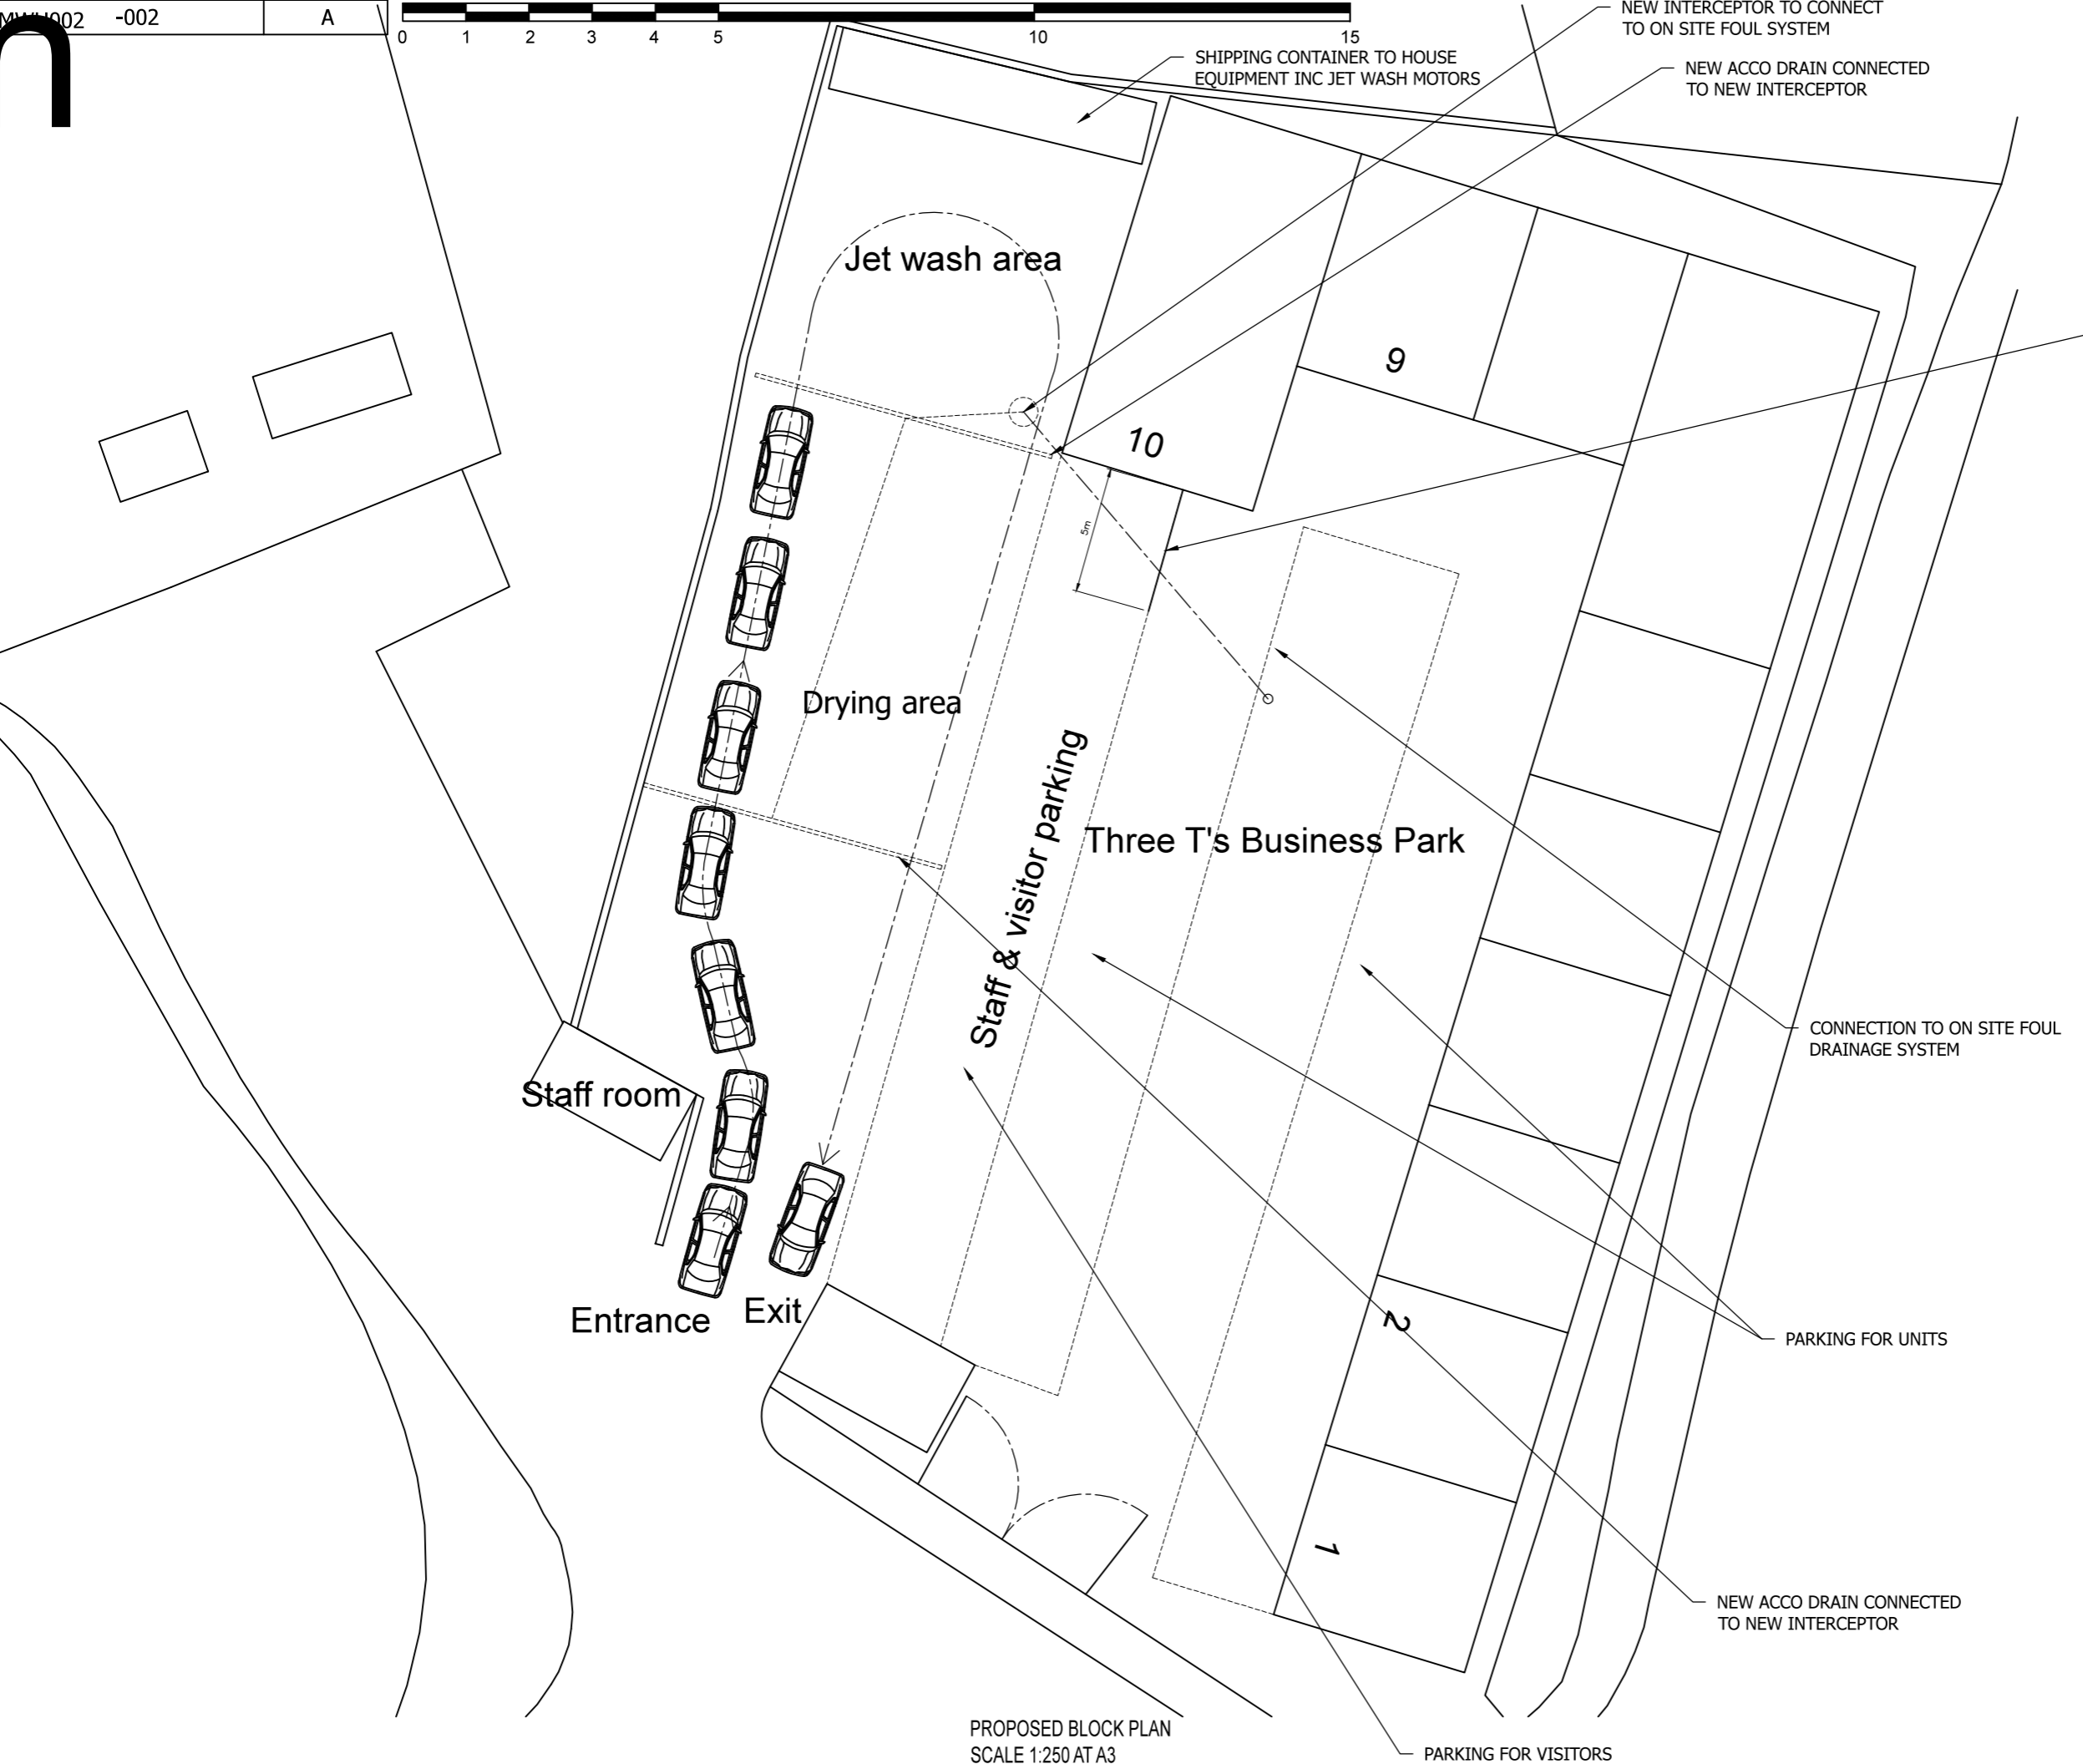 -002
A
0 1 2 3 4 5 10 15
NEW INTERCEPTOR TO CONNECT
TO ON SITE FOUL SYSTEM
SHIPPING CONTAINER TO HOUSE
EQUIPMENT INC JET WASH MOTORS
NEW ACCO DRAIN CONNECTED
TO NEW INTERCEPTOR
Jet wash area
9
10
5m
Drying area
Staff & visitor parking
Three T's Business Park
CONNECTION TO ON SITE FOUL
DRAINAGE SYSTEM
Staff room
Entrance
Exit
2
PARKING FOR UNITS
1
NEW ACCO DRAIN CONNECTED
TO NEW INTERCEPTOR
PROPOSED BLOCK PLAN
SCALE 1:250 AT A3
PARKING FOR VISITORS